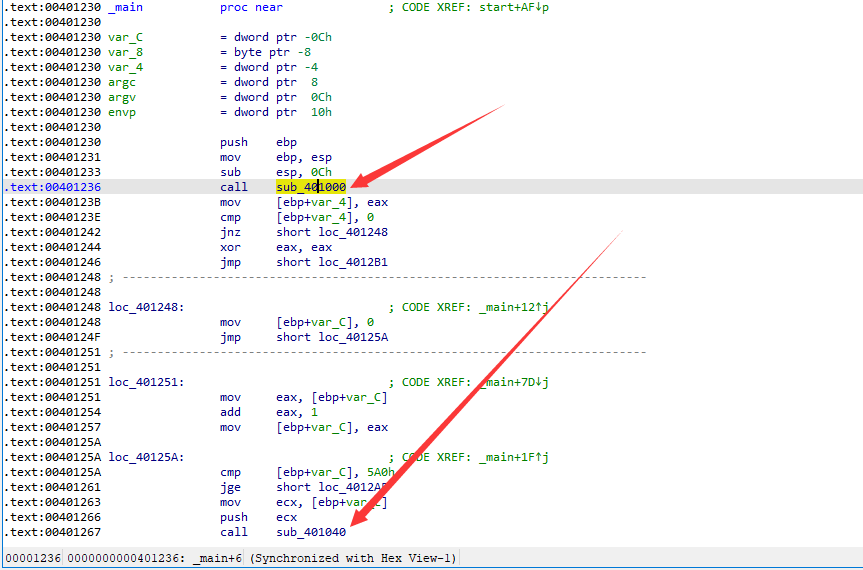 .text:00401230 _main proc near ; CODE XREF: start+AF↓p
.text:00401230
.text:00401230 var_C = dword ptr -0Ch
.text:00401230 var_8 = byte ptr -8
.text:00401230 var_4 = dword ptr -4
.text:00401230 argc = dword ptr 8
.text:00401230 argv = dword ptr 0Ch
.text:00401230 envp = dword ptr 10h
.text:00401230
.text:00401230 push ebp
.text:00401231 mov ebp, esp
.text:00401233 sub esp, 0Ch
.text:00401236 call sub_401000
.text:0040123B mov [ebp+var_4], eax
.text:0040123E cmp [ebp+var_4], 0
.text:00401242 jnz short loc_401248
.text:00401244 xor eax, eax
.text:00401246 jmp short loc_4012B1
.text:00401248 ; ---------------------------------------------------------------------------
.text:00401248
.text:00401248 loc_401248: ; CODE XREF: _main+12↑j
.text:00401248 mov [ebp+var_C], 0
.text:0040124F jmp short loc_40125A
.text:00401251 ; ---------------------------------------------------------------------------
.text:00401251
.text:00401251 loc_401251: ; CODE XREF: _main+7D↓j
.text:00401251 mov eax, [ebp+var_C]
.text:00401254 add eax, 1
.text:00401257 mov [ebp+var_C], eax
.text:0040125A
.text:0040125A loc_40125A: ; CODE XREF: _main+1F↑j
.text:0040125A cmp [ebp+var_C], 5A0h
.text:00401261 jge short
.text:00401263 mov ecx,
.text:00401266 push ecx
.text:00401267 call sub_401040
00001236 0000000000401236: _main+6 (Synchronized with Hex View-1)